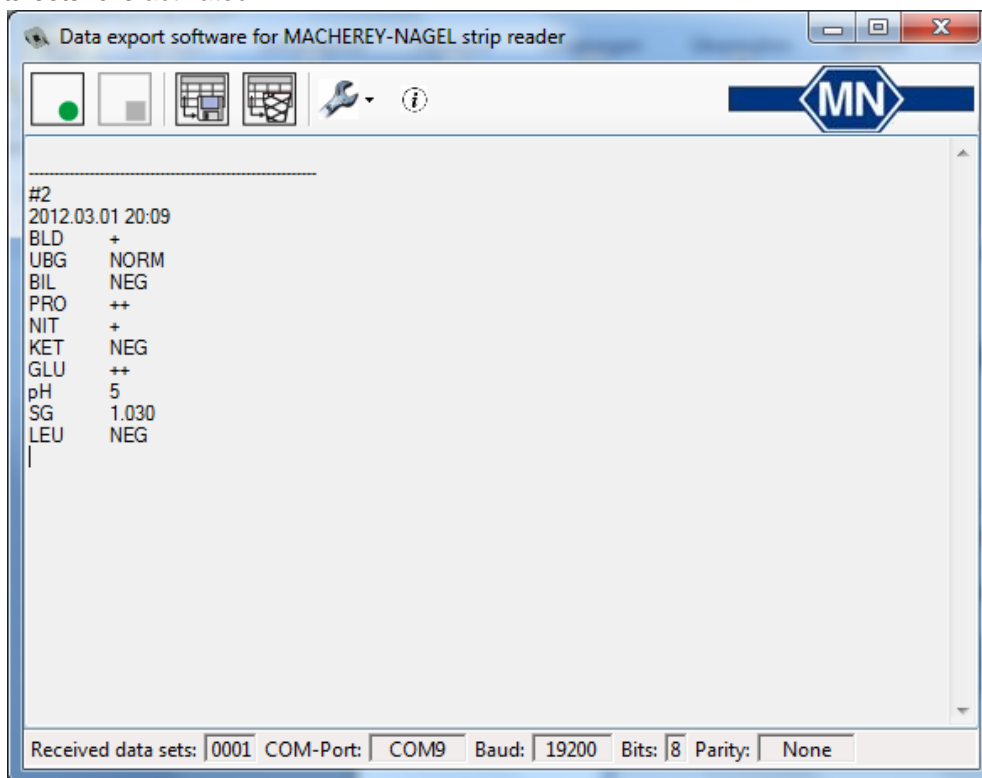 Data export software for MACHEREY-NAGEL strip reader
MN
#2
2012.03.01 20:09
BLD +
UBG NORM
BIL NEG
PRO ++
NIT +
KET NEG
GLU ++
pH 5
SG 1.030
LEU NEG
Received data sets: 0001 COM-Port: COM9 Baud: 19200 Bits: 8 Parity: None